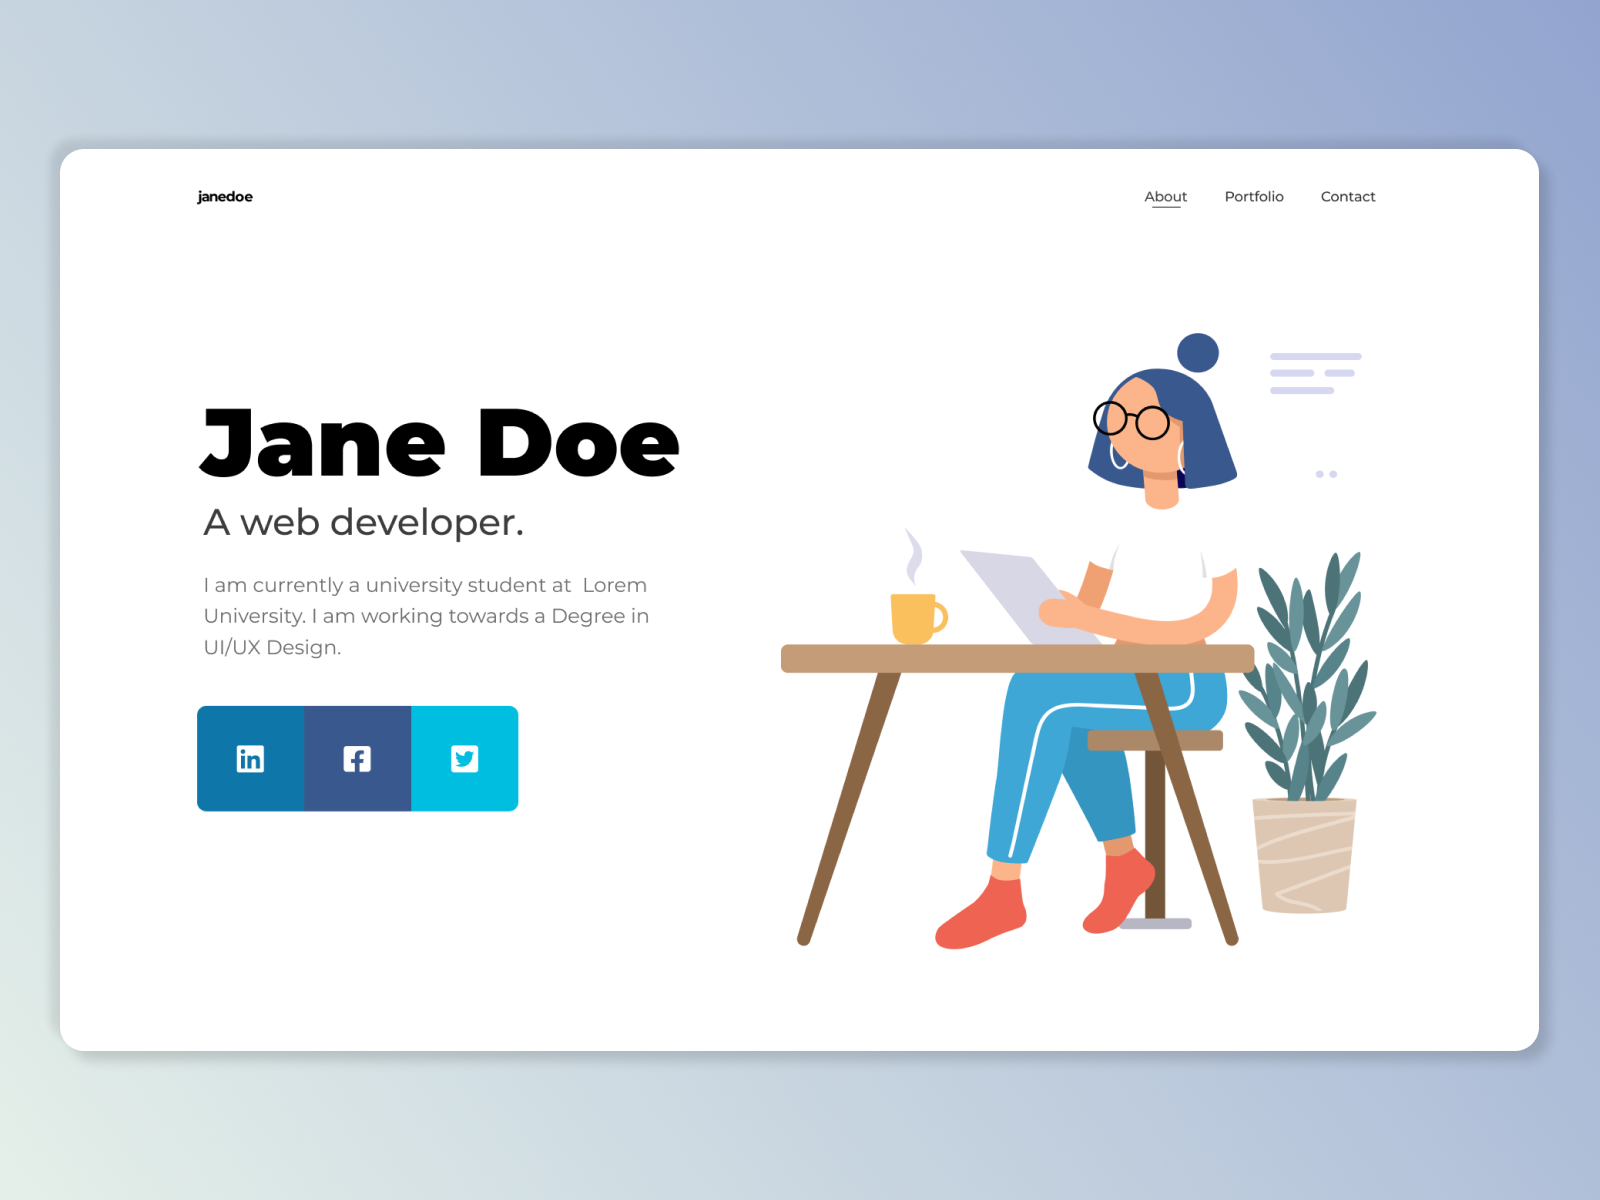 janedoe
About Portfolio Contact
Jane Doe
A web developer.
I am currently a university student at  Lorem
University. I am working towards a Degree in
UI/UX Design.
in f